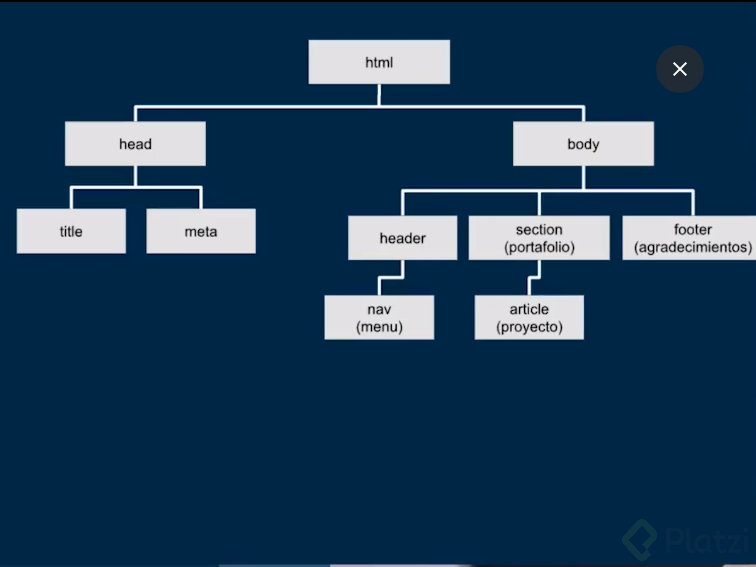 html
head
body
title
meta
header
section
(portafolio)
footer
(agradecimientos)
nav
(menu)
article
(proyecto)
Platzi